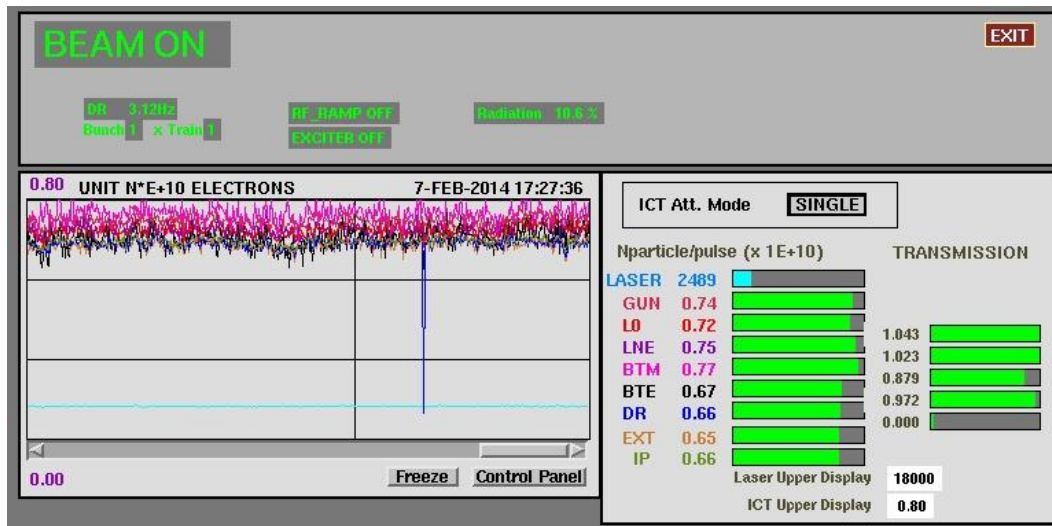 BEAM ON
EXIT
DR 3.12Hz
Bunch 1 x Train 1
RF_RAMP OFF
EXCITER OFF
Radiation 10.6 %
0.80 UNIT N*E+10 ELECTRONS 7-FEB-2014 17:27:36
0.00
Freeze Control Panel
ICT Att. Mode SINGLE
Nparticle/pulse (x 1E+10) TRANSMISSION
LASER 2489
GUN 0.74
L0 0.72
LNE 0.75
BTM 0.77
BTE 0.67
DR 0.66
EXT 0.65
IP 0.66
1.043
1.023
0.879
0.972
0.000
Laser Upper Display 18000
ICT Upper Display 0.80